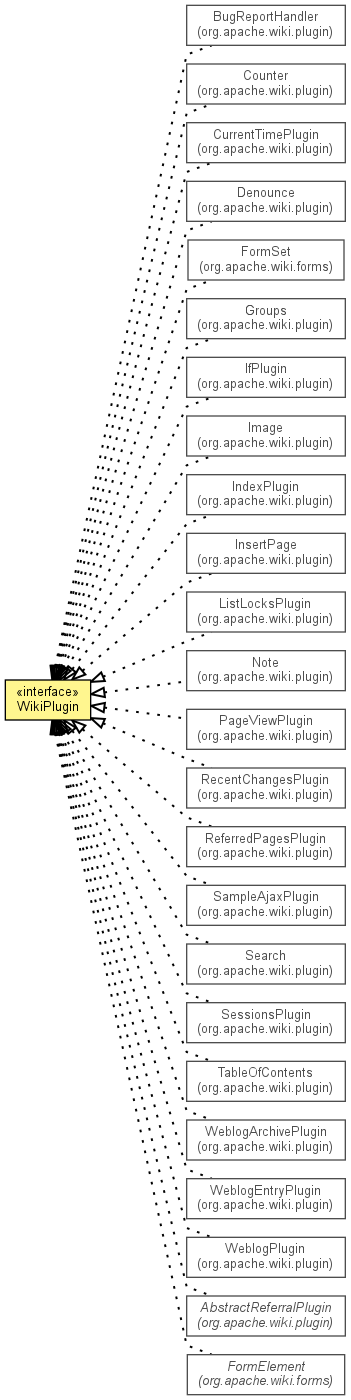 BugReportHandler
(org.apache.wiki.plugin)
Counter
(org.apache.wiki.plugin)
CurrentTimePlugin
(org.apache.wiki.plugin)
Denounce
(org.apache.wiki.plugin)
FormSet
(org.apache.wiki.forms)
Groups
(org.apache.wiki.plugin)
IfPlugin
(org.apache.wiki.plugin)
Image
(org.apache.wiki.plugin)
IndexPlugin
(org.apache.wiki.plugin)
InsertPage
(org.apache.wiki.plugin)
ListLocksPlugin
(org.apache.wiki.plugin)
Note
(org.apache.wiki.plugin)
«interface»
WikiPlugin
PageViewPlugin
(org.apache.wiki.plugin)
RecentChangesPlugin
(org.apache.wiki.plugin)
ReferredPagesPlugin
(org.apache.wiki.plugin)
SampleAjaxPlugin
(org.apache.wiki.plugin)
Search
(org.apache.wiki.plugin)
SessionsPlugin
(org.apache.wiki.plugin)
TableOfContents
(org.apache.wiki.plugin)
WeblogArchivePlugin
(org.apache.wiki.plugin)
WeblogEntryPlugin
(org.apache.wiki.plugin)
WeblogPlugin
(org.apache.wiki.plugin)
AbstractReferralPlugin
(org.apache.wiki.plugin)
FormElement
(org.apache.wiki.forms)